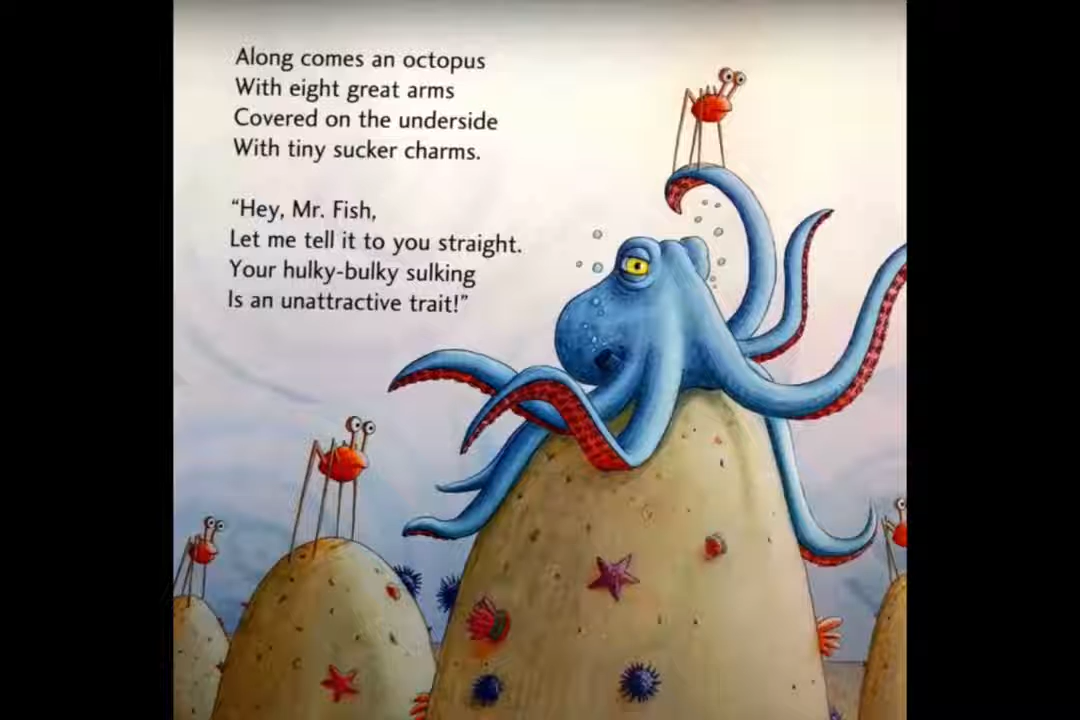 Along comes an octopus
With eight great arms
Covered on the underside
With tiny sucker charms.
“Hey, Mr. Fish,
Let me tell it to you straight.
Your hulky-bulky sulking
Is an unattractive trait!”